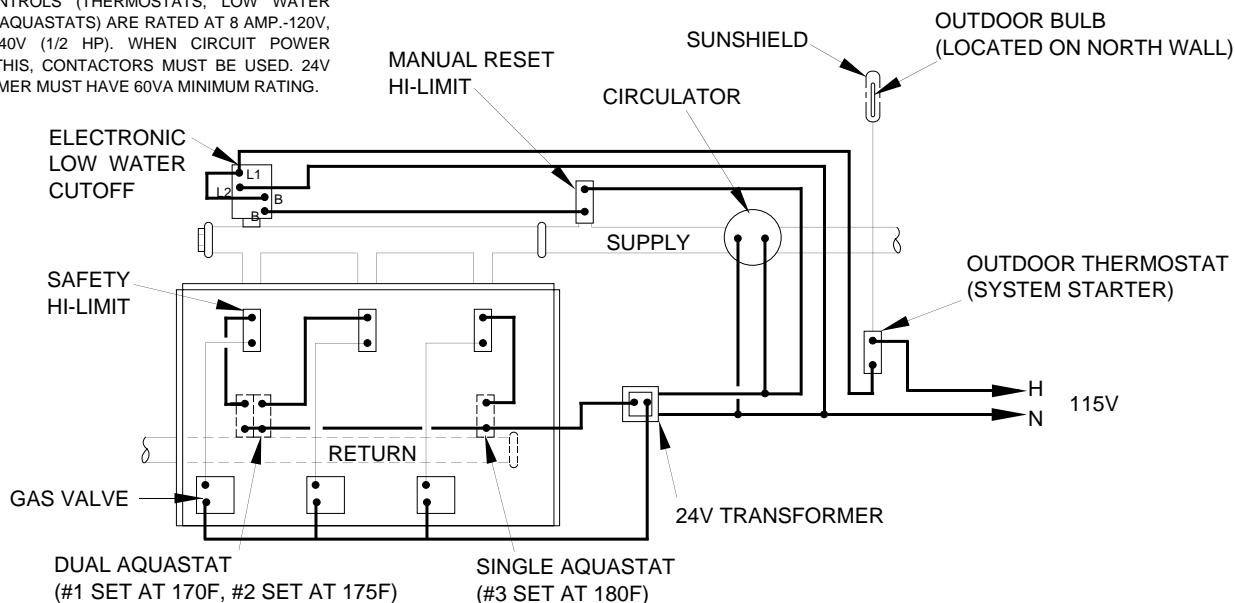 (THERMOSTATS, LOW WATER
AQUASTATS) ARE RATED AT 8 AMP.-120V,
(1/2 HP). WHEN CIRCUIT POWER
THIS, CONTACTORS MUST BE USED. 24V
MUST HAVE 60VA MINIMUM RATING.
OUTDOOR BULB
(LOCATED ON NORTH WALL)
SUNSHIELD
MANUAL RESET
HI-LIMIT
CIRCULATOR
ELECTRONIC
LOW WATER
CUTOFF
L1
L2
B
B
SUPPLY
OUTDOOR THERMOSTAT
(SYSTEM STARTER)
SAFETY
HI-LIMIT
H
N
115V
RETURN
GAS VALVE
24V TRANSFORMER
DUAL AQUASTAT
(#1 SET AT 170F, #2 SET AT 175F)
SINGLE AQUASTAT
(#3 SET AT 180F)